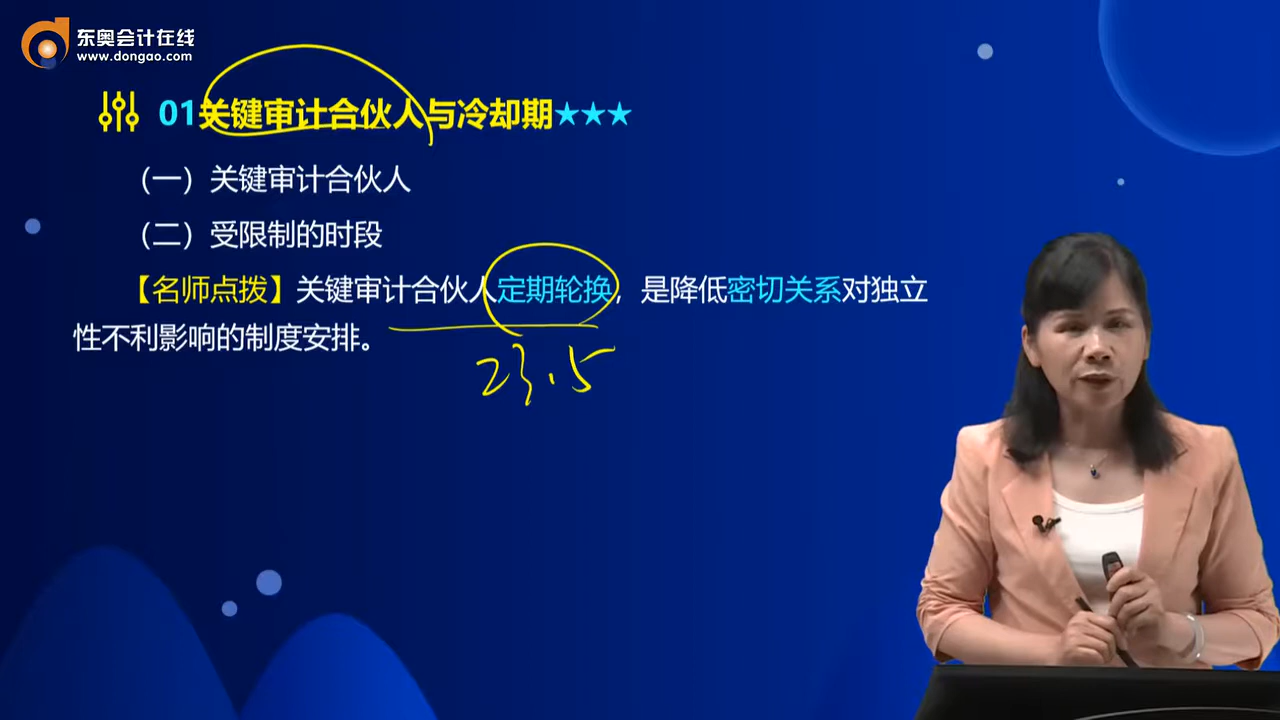 东奥会计在线
www.dongao.com
01关键审计合伙人与冷却期★★★
（一）关键审计合伙人
（二）受限制的时段
【名师点拨】关键审计合伙人定期轮换，是降低密切关系对独立
性不利影响的制度安排。
23.5